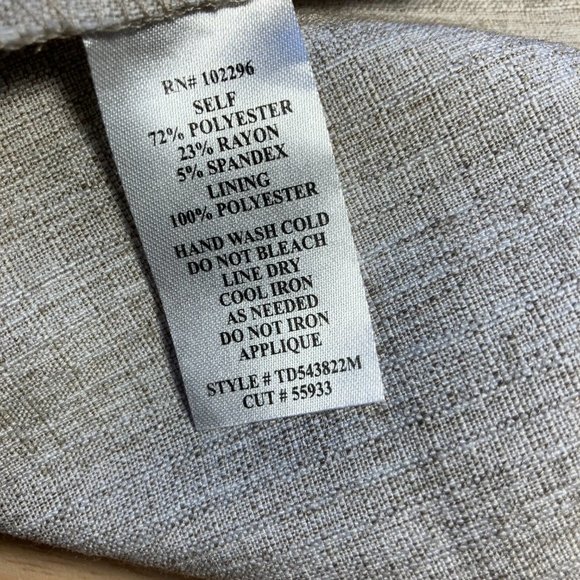 RN# 102296
SELF
72% POLYESTER
23% RAYON
5% SPANDEX
LINING
100% POLYESTER
HAND WASH COLD
DO NOT BLEACH
LINE DRY
COOL IRON
AS NEEDED
DO NOT IRON
APPLIQUE
STYLE # TD543822M
CUT # 55933